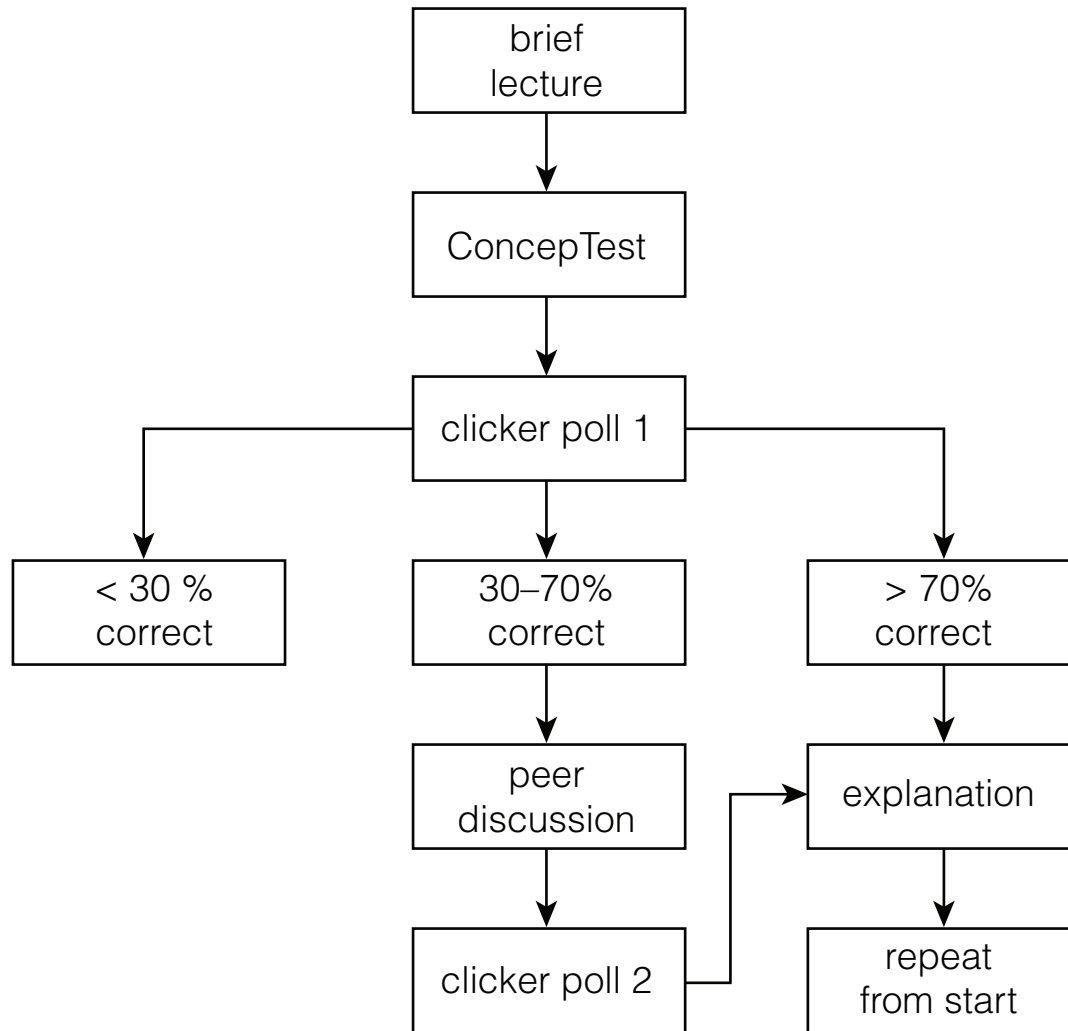 brief
lecture
ConcepTest
clicker poll 1
< 30 %
correct
30–70%
correct
> 70%
correct
peer
discussion
explanation
clicker poll 2
repeat
from start